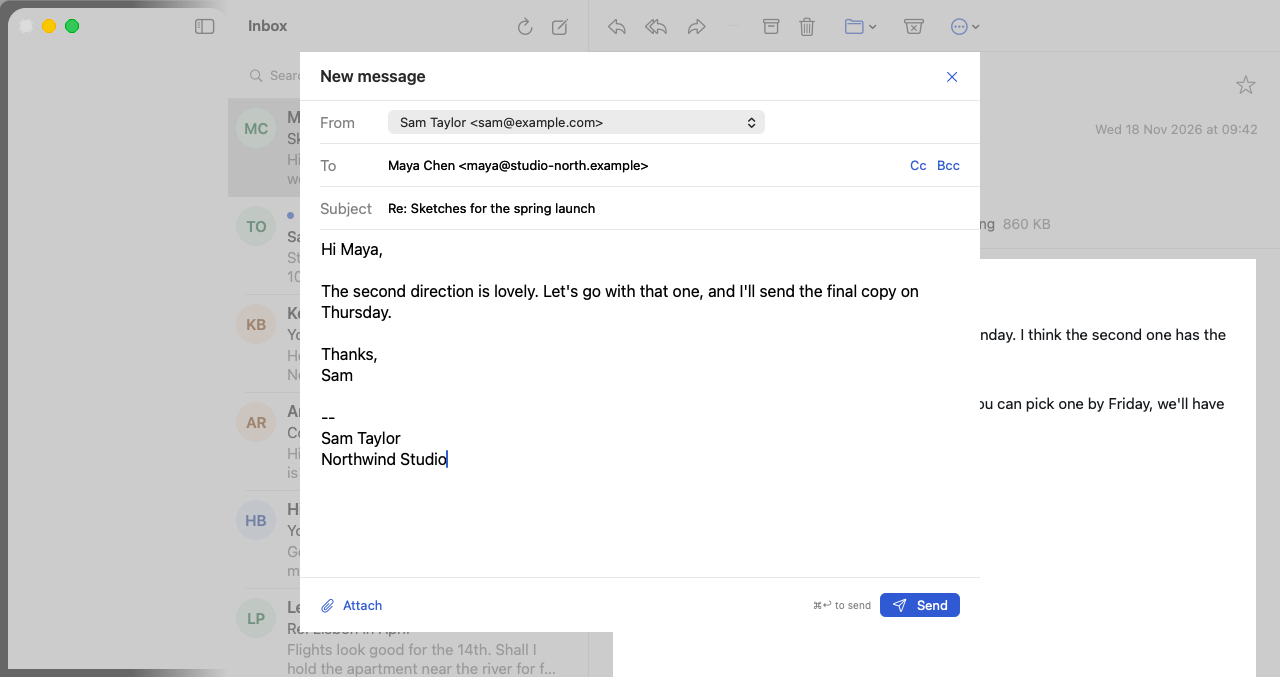 Inbox
Wed 18 Nov 2026 at 09:42
MC
TO
KB
AR
HB
LP
Flights look good for the 14th. Shall I
hold the apartment near the river for f...
860 KB
nday. I think the second one has the
ou can pick one by Friday, we'll have
New message
From Sam Taylor <sam@example.com>
To Maya Chen <maya@studio-north.example> Cc Bcc
Subject Re: Sketches for the spring launch
Hi Maya,
The second direction is lovely. Let's go with that one, and I'll send the final copy on
Thursday.
Thanks,
Sam
--
Sam Taylor
Northwind Studio
Attach
⌘↩ to send
Send